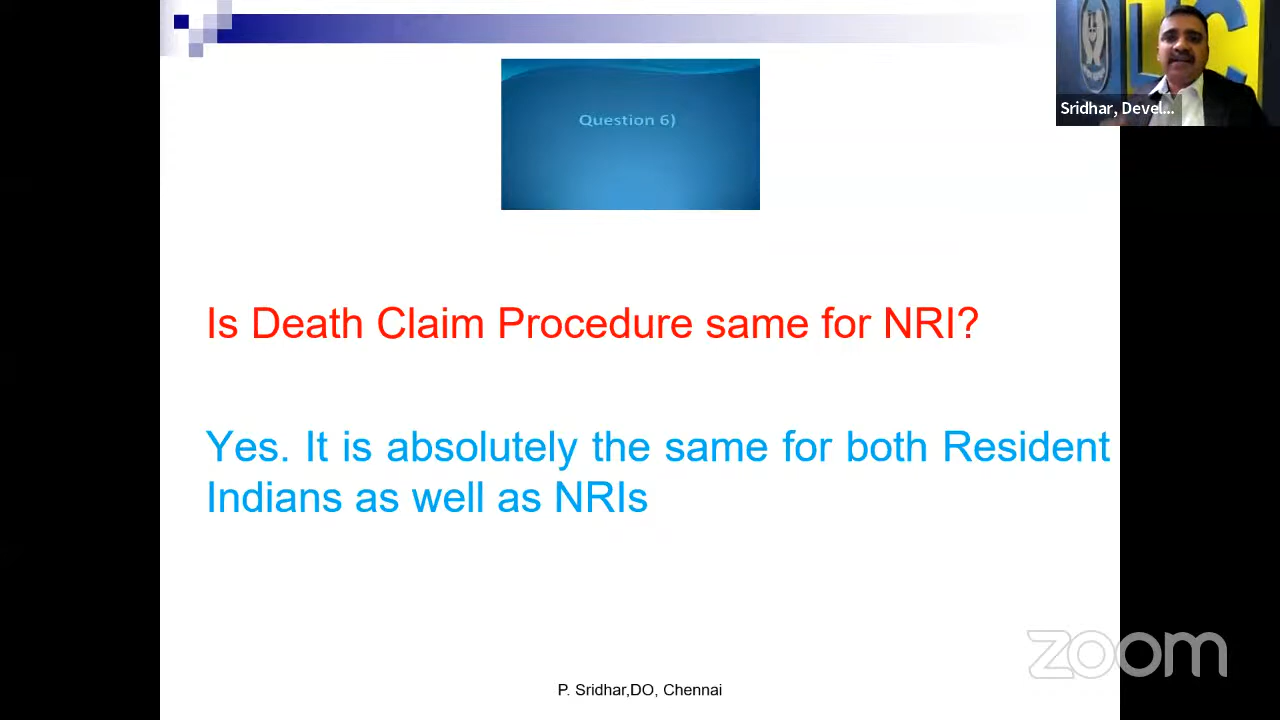 Question 6)
Sridhar, Devel...
Is Death Claim Procedure same for NRI?
Yes. It is absolutely the same for both Resident
Indians as well as NRIs
zoom
P. Sridhar,DO, Chennai